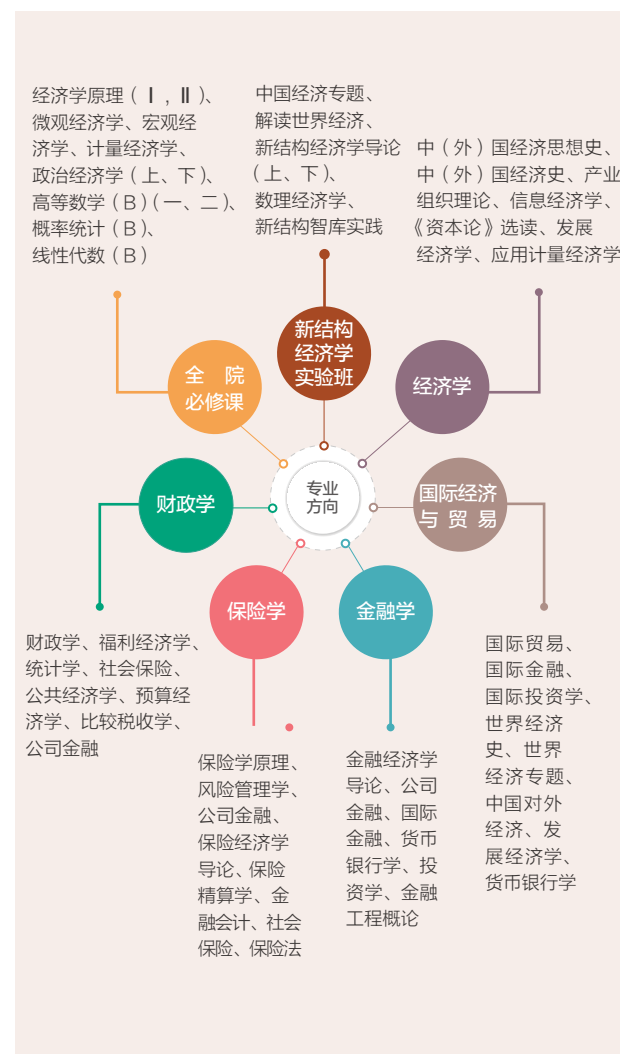 经济学原理（Ⅰ，Ⅱ）、
微观经济学、宏观经
济学、计量经济学、
政治经济学（上、下）、
高等数学（B）（一、二）、
概率统计（B）、
线性代数（B）
中国经济专题、
解读世界经济、
新结构经济学导论
（上、下）、
数理经济学、
新结构智库实践
中（外）国经济思想史、
中（外）国经济史、产业
组织理论、信息经济学、
《资本论》选读、发展
经济学、应用计量经济学
新结构
经济学
实验班
全 院
必修课
经济学
财政学
专业
方向
国际经济
与 贸 易
保险学
金融学
财政学、福利经济学、
统计学、社会保险、
公共经济学、预算经
济学、比较税收学、
公司金融
保险学原理、
风险管理学、
公司金融、
保险经济学
导论、保险
精算学、金
融会计、社会
保险、保险法
金融经济学
导论、公司
金融、国际
金融、货币
银行学、投
资学、金融
工程概论
国际贸易、
国际金融、
国际投资学、
世界经济
史、世界
经济专题、
中国对外
经济、发
展经济学、
货币银行学